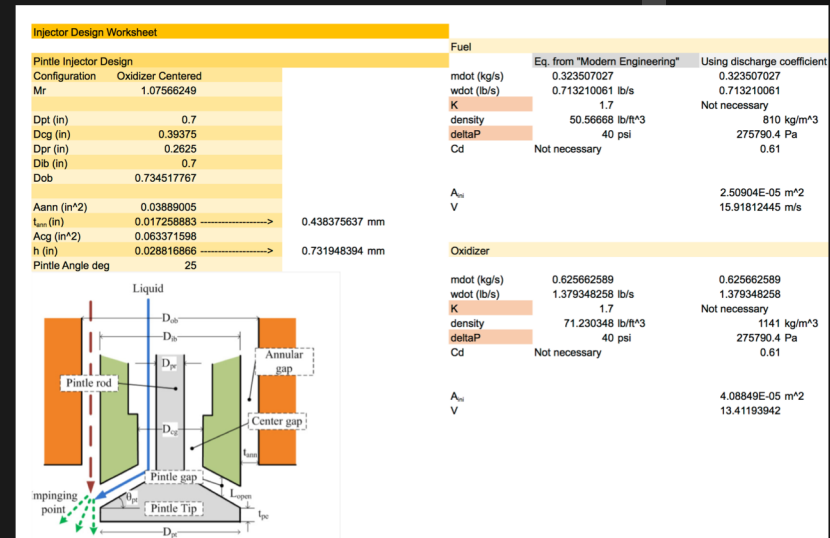 Injector Design Worksheet
Pintle Injector Design
Configuration Oxidizer Centered
Mr 1.07566249
Dpt (in) 0.7
Dcg (in) 0.39375
Dpr (in) 0.2625
Dib (in) 0.7
Dob 0.734517767
Aann (in^2) 0.03889005
tann (in) 0.017258883 -------------------> 0.438375637 mm
Acg (in^2) 0.063371598
h (in) 0.028816866 -------------------> 0.731948394 mm
Pintle Angle deg 25
Fuel
Eq. from "Modern Engineering" Using discharge coefficient
mdot (kg/s) 0.323507027 0.323507027
wdot (lb/s) 0.713210061 lb/s 0.713210061
K 1.7 Not necessary
density 50.56668 lb/ft^3 810 kg/m^3
deltaP 40 psi 275790.4 Pa
Cd Not necessary 0.61
Ainj 2.50904E-05 m^2
V 15.91812445 m/s
Oxidizer
mdot (kg/s) 0.625662589 0.625662589
wdot (lb/s) 1.379348258 lb/s 1.379348258
K 1.7 Not necessary
density 71.230348 lb/ft^3 1141 kg/m^3
deltaP 40 psi 275790.4 Pa
Cd Not necessary 0.61
Ainj 4.08849E-05 m^2
V 13.41193942
Liquid
Dob
Dib
Dpr
Annular
gap
Pintle rod
Dcg
Center gap
tann
Pintle gap
Lopen
mpinging
point
θpt
Pintle Tip
tpc
Dpt